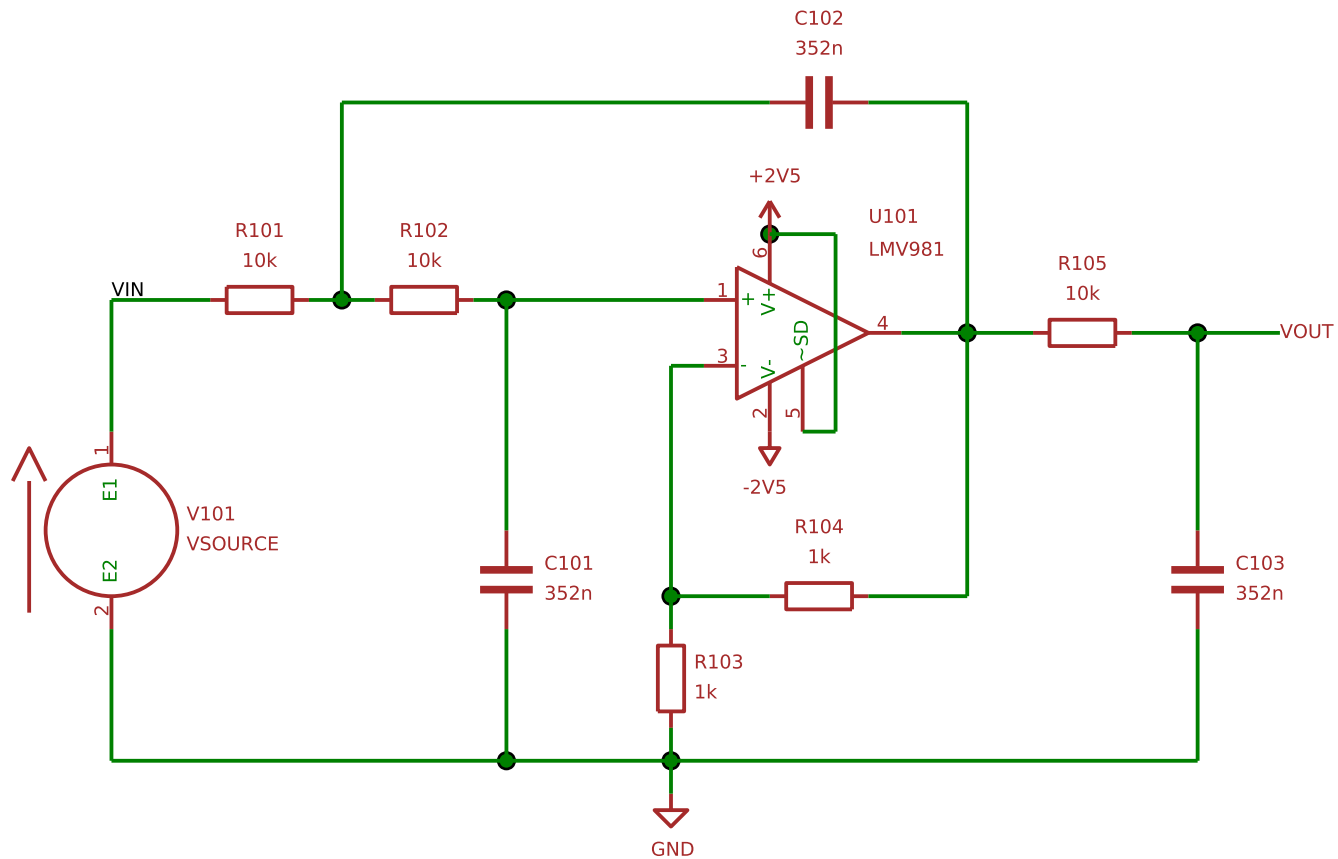 C102
352n
+2V5
U101
LMV981
6
R101
10k
R102
10k
R105
10k
VIN
1
+
V+
~SD
4
VOUT
3
-
V-
2
5
-2V5
1
E1
V101
VSOURCE
E2
2
R104
1k
C101
352n
C103
352n
R103
1k
GND